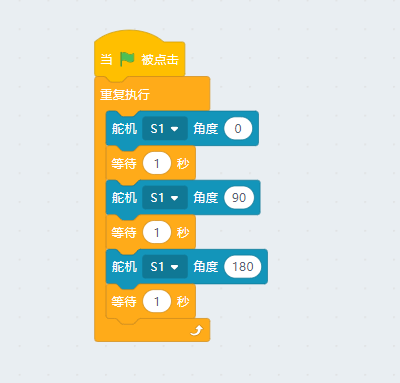 当 被点击
重复执行
舵机 S1 角度 0
等待 1 秒
舵机 S1 角度 90
等待 1 秒
舵机 S1 角度 180
等待 1 秒